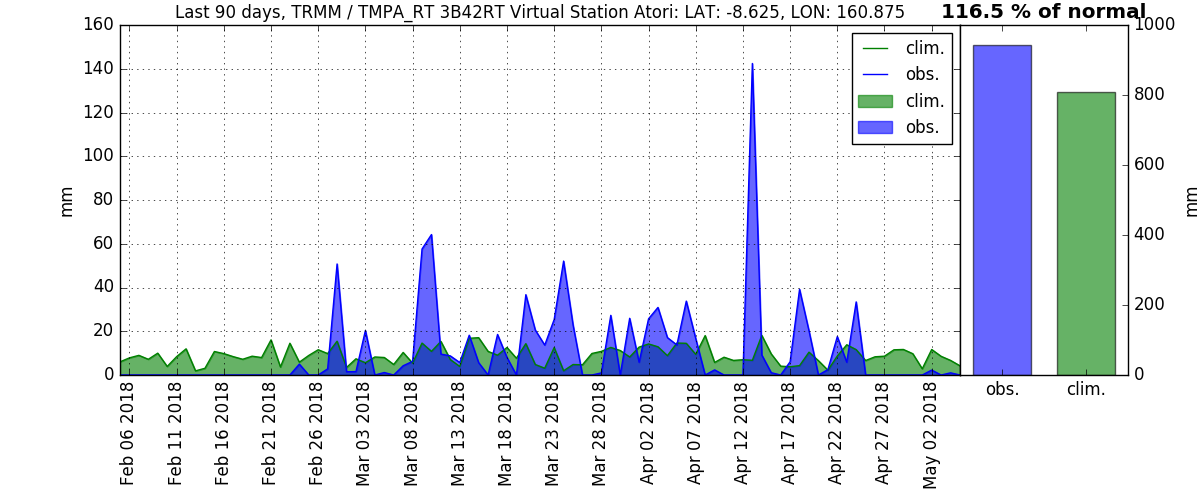 Last 90 days, TRMM / TMPA_RT 3B42RT Virtual Station Atori: LAT: -8.625, LON: 160.875
116.5 % of normal
160
140
120
100
80
60
40
20
0
mm
clim.
obs.
clim.
obs.
1000
800
600
400
200
0
mm
Feb 06 2018
Feb 11 2018
Feb 16 2018
Feb 21 2018
Feb 26 2018
Mar 03 2018
Mar 08 2018
Mar 13 2018
Mar 18 2018
Mar 23 2018
Mar 28 2018
Apr 02 2018
Apr 07 2018
Apr 12 2018
Apr 17 2018
Apr 22 2018
Apr 27 2018
May 02 2018
obs.
clim.